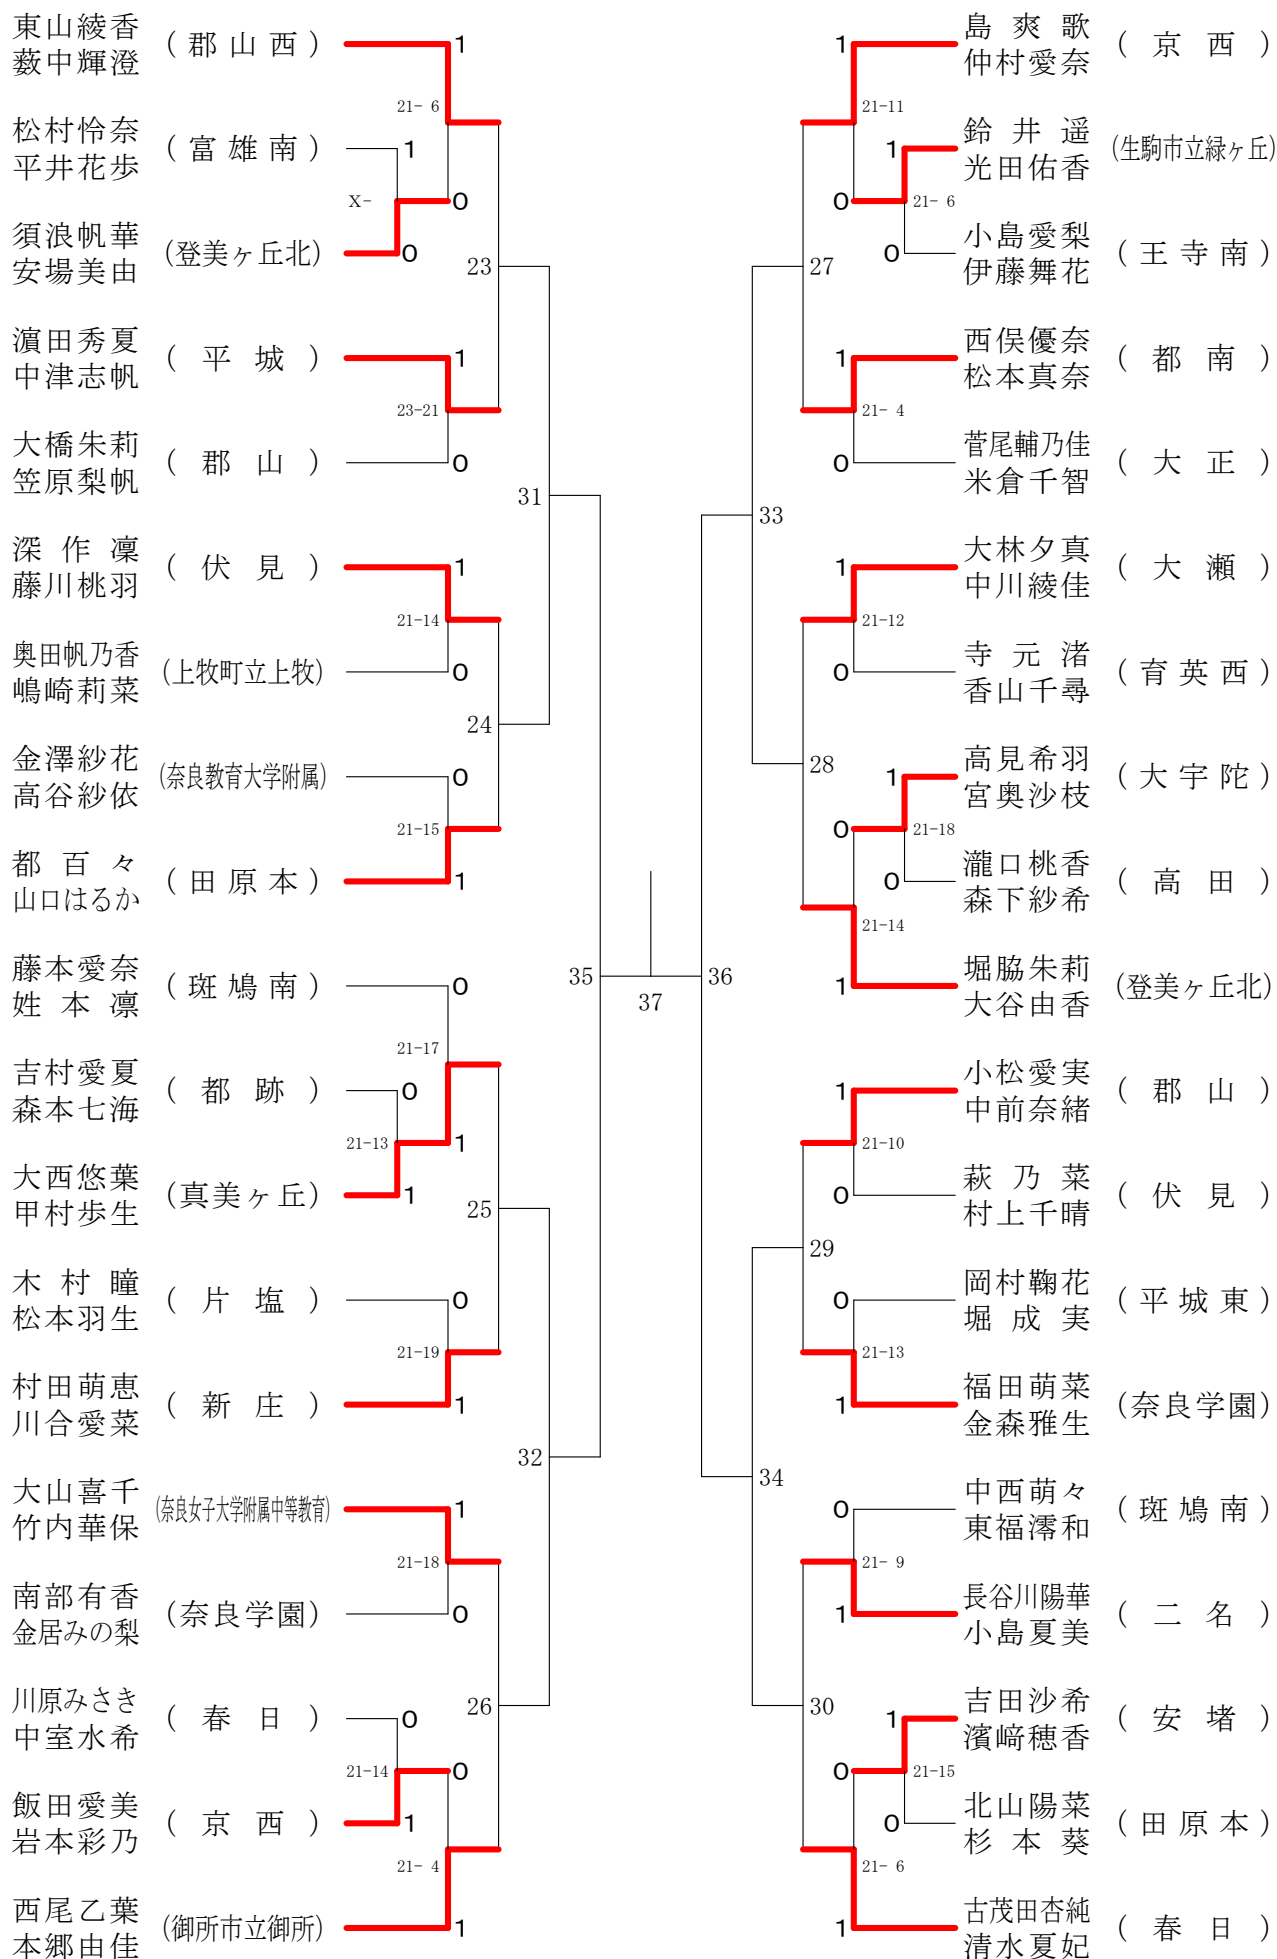 東山綾香
藪中輝澄
(郡山西)
1
21- 6
松村怜奈
平井花歩
(富雄南)
1
X-
0
須浪帆華
安場美由
(登美ヶ丘北)
0
23
濵田秀夏
中津志帆
(平城)
1
23-21
大橋朱莉
笠原梨帆
(郡山)
0
31
深作凜
藤川桃羽
(伏見)
1
21-14
奥田帆乃香
嶋崎莉菜
(上牧町立上牧)
0
24
金澤紗花
高谷紗依
(奈良教育大学附属)
0
21-15
都百々
山口はるか
(田原本)
1
藤本愛奈
姓本凛
(斑鳩南)
0
35
21-17
吉村愛夏
森本七海
(都跡)
0
21-13
1
大西悠葉
甲村歩生
(真美ヶ丘)
1
25
木村瞳
松本羽生
(片塩)
0
21-19
村田萌恵
川合愛菜
(新庄)
1
32
大山喜千
竹内華保
(奈良女子大学附属中等教育)
1
21-18
南部有香
金居みの梨
(奈良学園)
0
川原みさき
中室水希
(春日)
0
26
21-14
0
飯田愛美
岩本彩乃
(京西)
1
21- 4
西尾乙葉
本郷由佳
(御所市立御所)
1
37
1
島爽歌
仲村愛奈
(京西)
21-11
1
鈴井遥
光田佑香
(生駒市立緑ヶ丘)
0
21- 6
0
小島愛梨
伊藤舞花
(王寺南)
27
1
西俣優奈
松本真奈
(都南)
21- 4
0
菅尾輔乃佳
米倉千智
(大正)
33
1
大林夕真
中川綾佳
(大瀬)
21-12
0
寺元渚
香山千尋
(育英西)
28
1
高見希羽
宮奥沙枝
(大宇陀)
0
21-18
0
瀧口桃香
森下紗希
(高田)
21-14
36
1
堀脇朱莉
大谷由香
(登美ヶ丘北)
1
小松愛実
中前奈緒
(郡山)
21-10
0
萩乃菜
村上千晴
(伏見)
29
0
岡村鞠花
堀成実
(平城東)
21-13
1
福田萌菜
金森雅生
(奈良学園)
34
0
中西萌々
東福澪和
(斑鳩南)
21- 9
1
長谷川陽華
小島夏美
(二名)
30
1
吉田沙希
濱﨑穂香
(安堵)
0
21-15
0
北山陽菜
杉本葵
(田原本)
21- 6
1
古茂田杏純
清水夏妃
(春日)